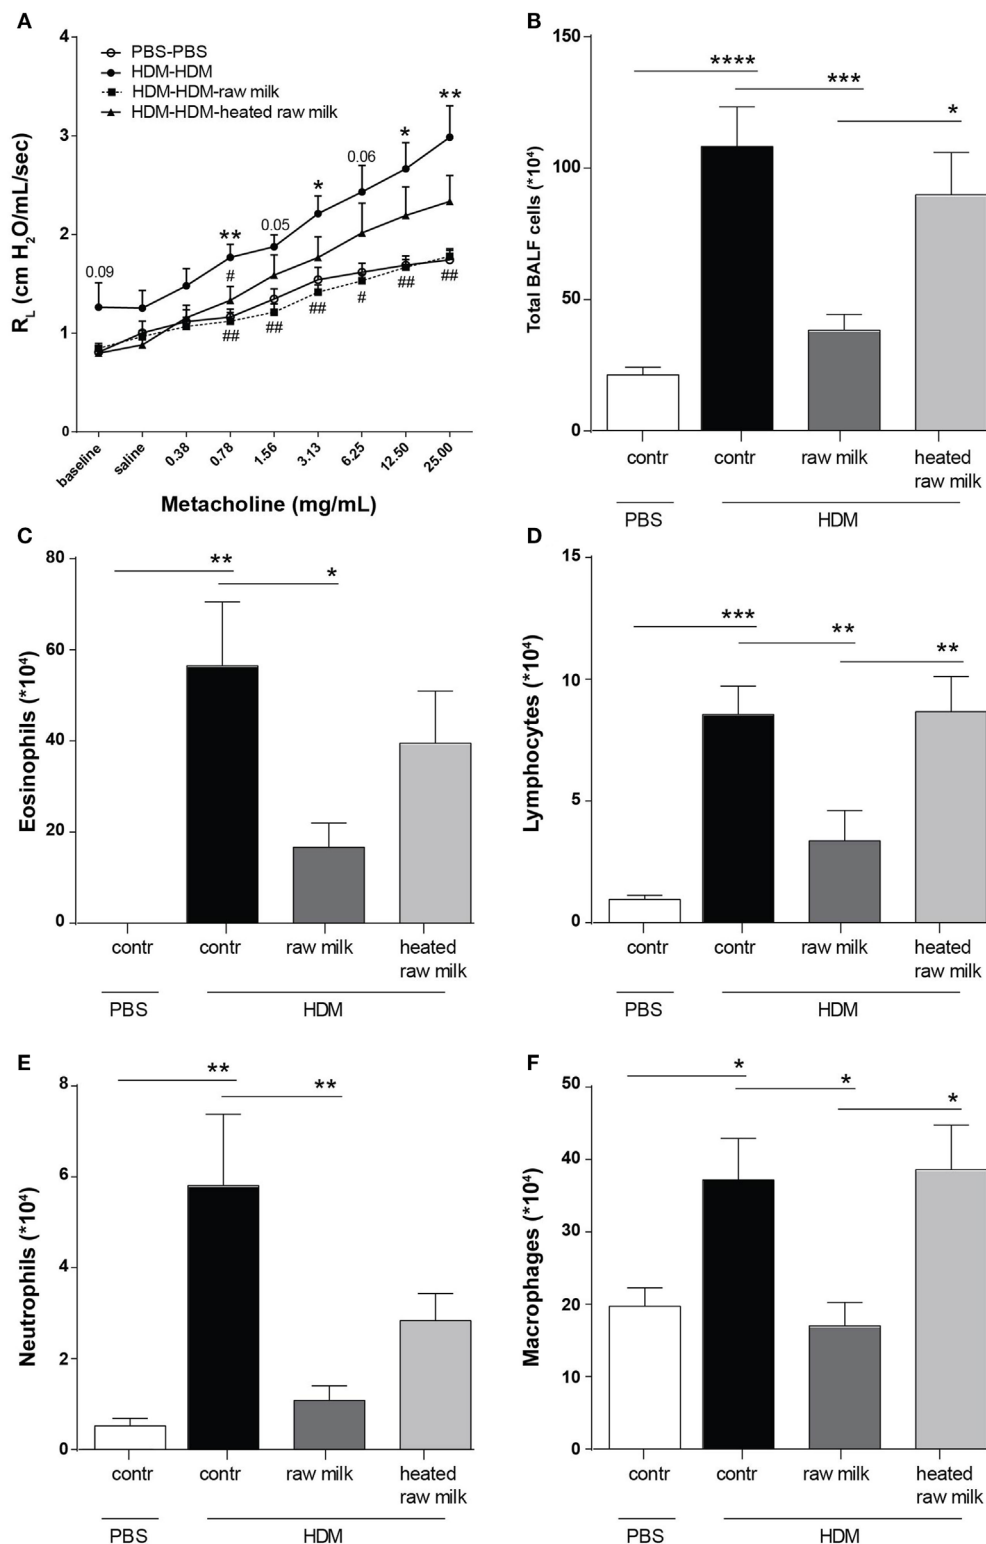 A
4
3
2
1
0
R_L (cm H₂O/mL/sec)
PBS-PBS
HDM-HDM
HDM-HDM-raw milk
HDM-HDM-heated raw milk
0.09
**
0.05
*
0.06
*
**
#
##
##
##
#
##
##
baseline
saline
0.38
0.78
1.56
3.13
6.25
12.50
25.00
Metacholine (mg/mL)
B
150
100
50
0
Total BALF cells (*10⁴)
****
***
*
contr
contr
raw milk
heated
raw milk
PBS
HDM
C
80
60
40
20
0
Eosinophils (*10⁴)
**
*
contr
contr
raw milk
heated
raw milk
PBS
HDM
D
15
10
5
0
Lymphocytes (*10⁴)
***
**
**
contr
contr
raw milk
heated
raw milk
PBS
HDM
E
8
6
4
2
0
Neutrophils (*10⁴)
**
**
contr
contr
raw milk
heated
raw milk
PBS
HDM
F
50
40
30
20
10
0
Macrophages (*10⁴)
*
*
*
contr
contr
raw milk
heated
raw milk
PBS
HDM